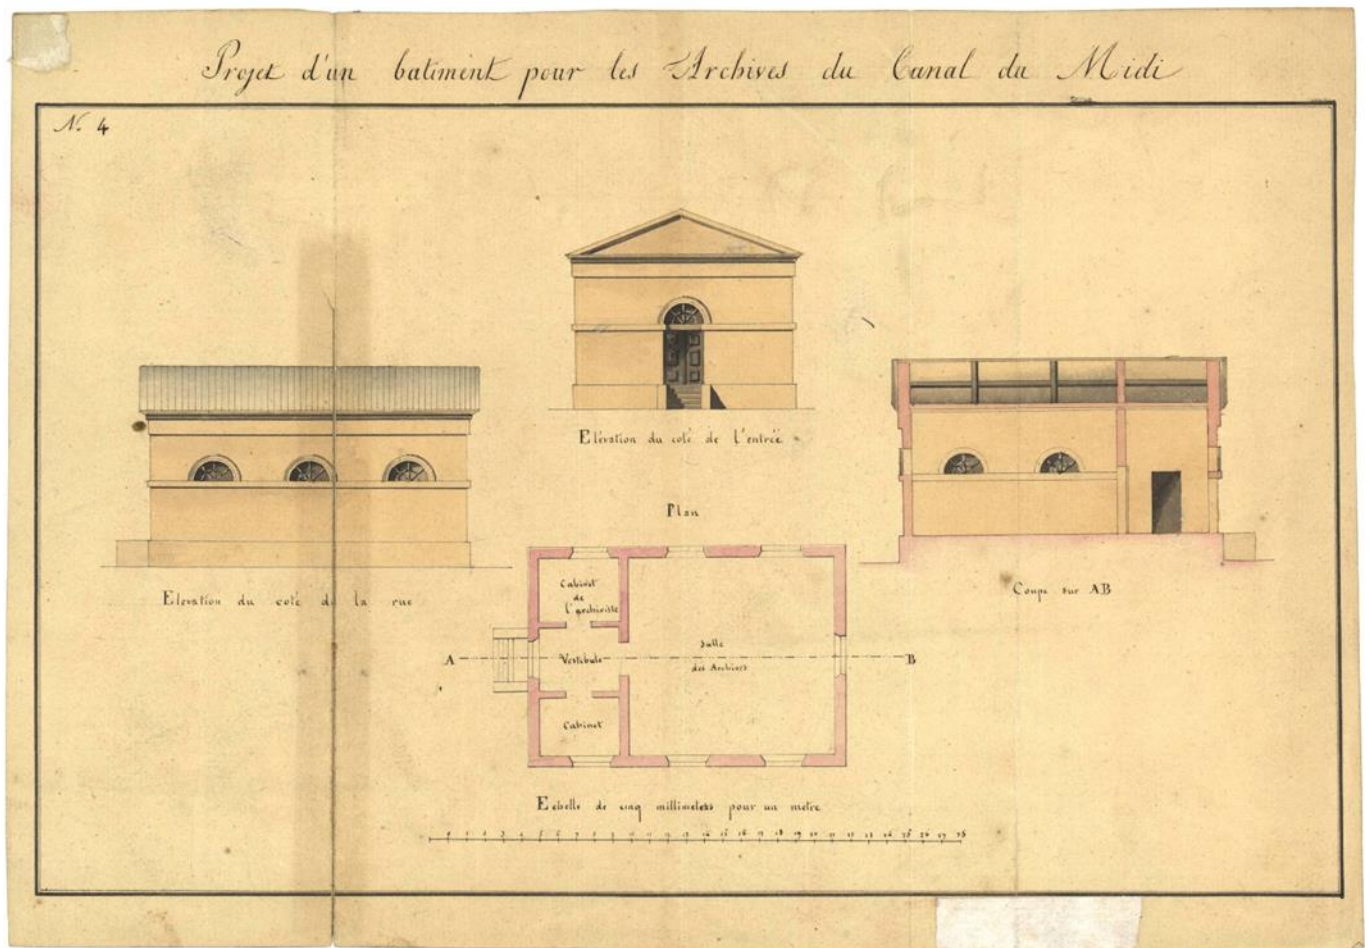 Projet d'un batiment pour les Archives du Canal du Midi
N. 4
Elévation du coté de l'entrée
Elevation du coté de la rue
Coupe sur AB
Plan
Cabinet
de
l'archiviste
A
Vestibule
Salle
des Archives
B
Cabinet
Echelle de cinq millimetres pour un metre